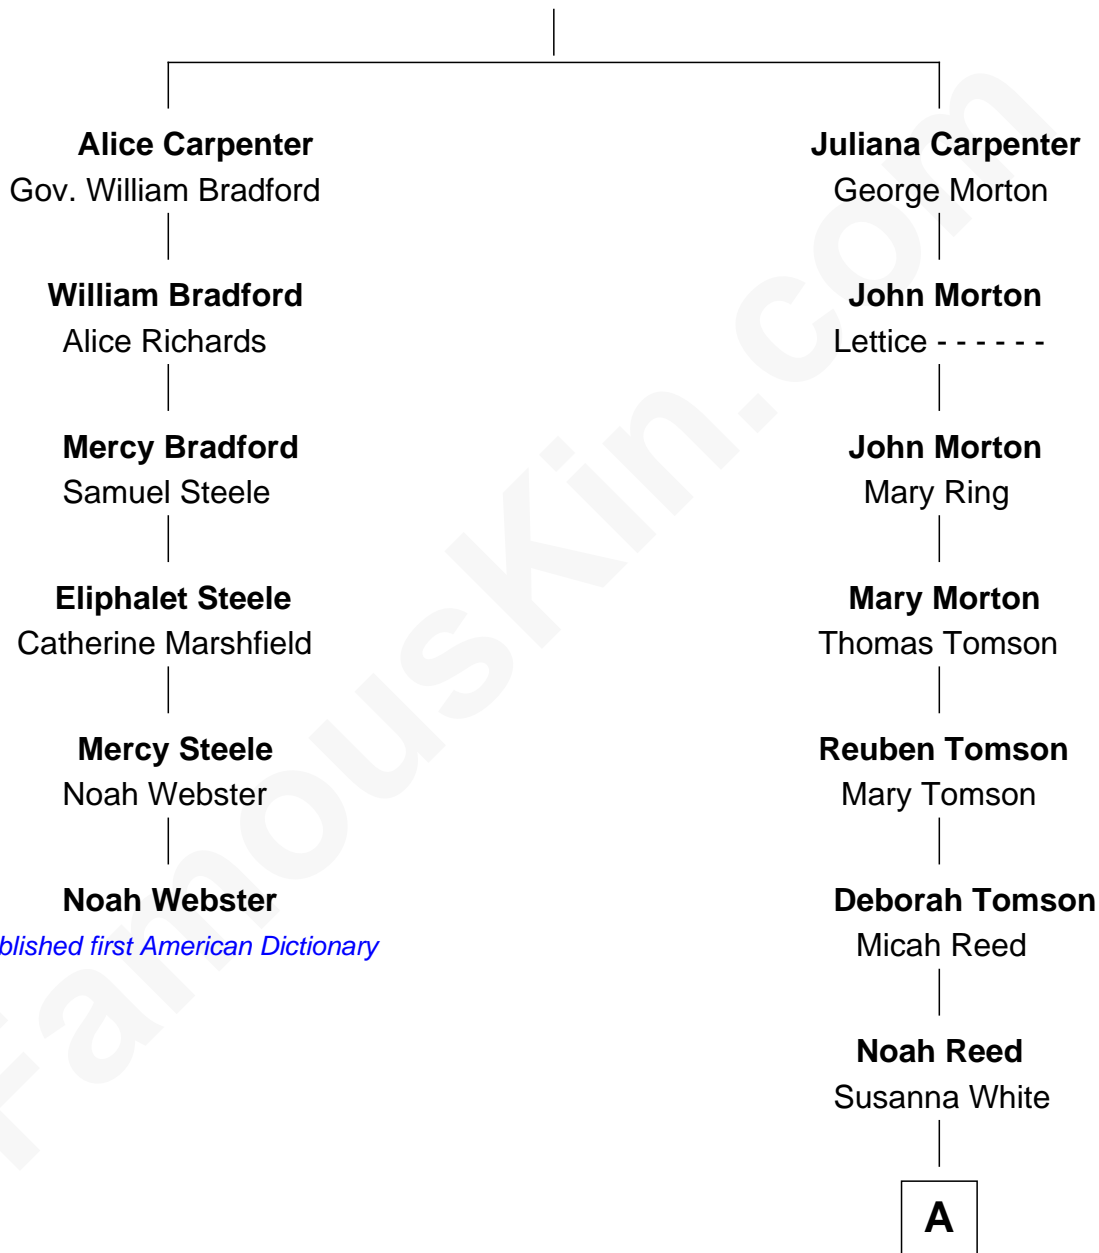 Alice Carpenter
Gov. William Bradford
William Bradford
Alice Richards
Mercy Bradford
Samuel Steele
Eliphalet Steele
Catherine Marshfield
Mercy Steele
Noah Webster
Noah Webster
blished first American Dictionary
Juliana Carpenter
George Morton
John Morton
Lettice - - - - - -
John Morton
Mary Ring
Mary Morton
Thomas Tomson
Reuben Tomson
Mary Tomson
Deborah Tomson
Micah Reed
Noah Reed
Susanna White
A
FamousKin.com